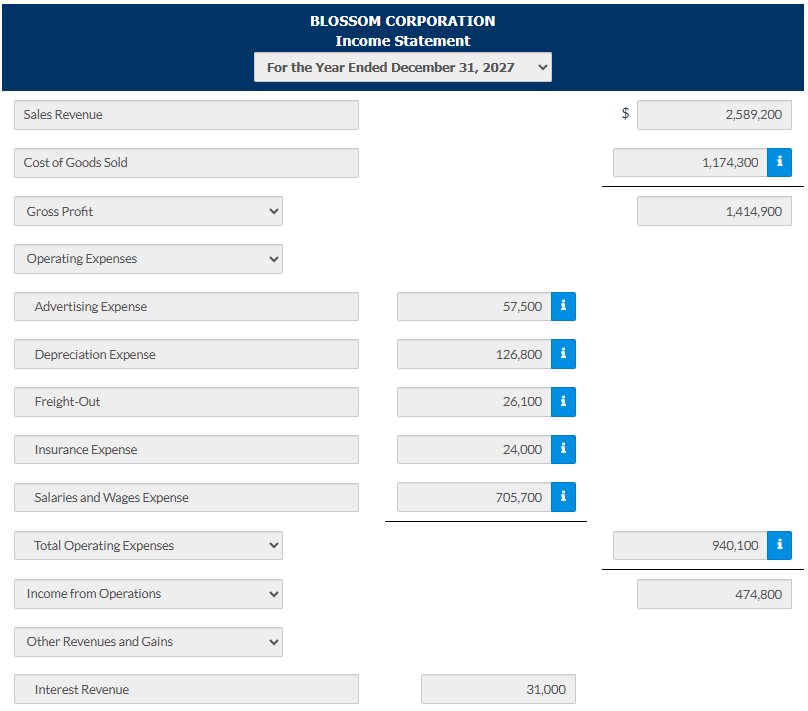 BLOSSOM CORPORATION
Income Statement
For the Year Ended December 31, 2027
Sales Revenue $ 2,589,200
Cost of Goods Sold 1,174,300 i
Gross Profit 1,414,900
Operating Expenses
Advertising Expense 57,500 i
Depreciation Expense 126,800 i
Freight-Out 26,100 i
Insurance Expense 24,000 i
Salaries and Wages Expense 705,700 i
Total Operating Expenses 940,100 i
Income from Operations 474,800
Other Revenues and Gains
Interest Revenue 31,000